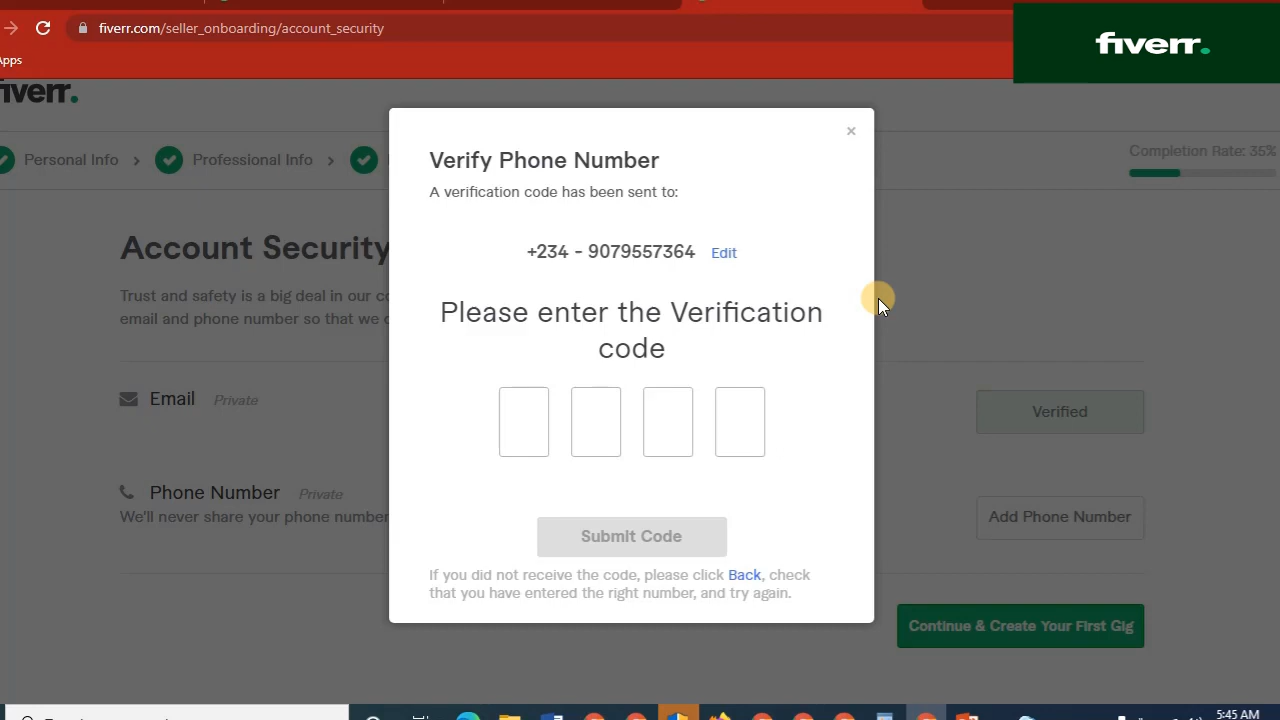 fiverr.com/seller_onboarding/account_security
fiverr.
Apps
fiverr.
Personal Info
Professional Info
Completion Rate: 35%
Verify Phone Number
A verification code has been sent to:
+234 - 9079557364 Edit
Please enter the Verification
code
Submit Code
If you did not receive the code, please click Back, check
that you have entered the right number, and try again.
Account Security
Trust and safety is a big deal in our
email and phone number so that we
Email Private
Verified
Phone Number Private
We'll never share your phone number
Add Phone Number
Continue & Create Your First Gig
5:45 AM